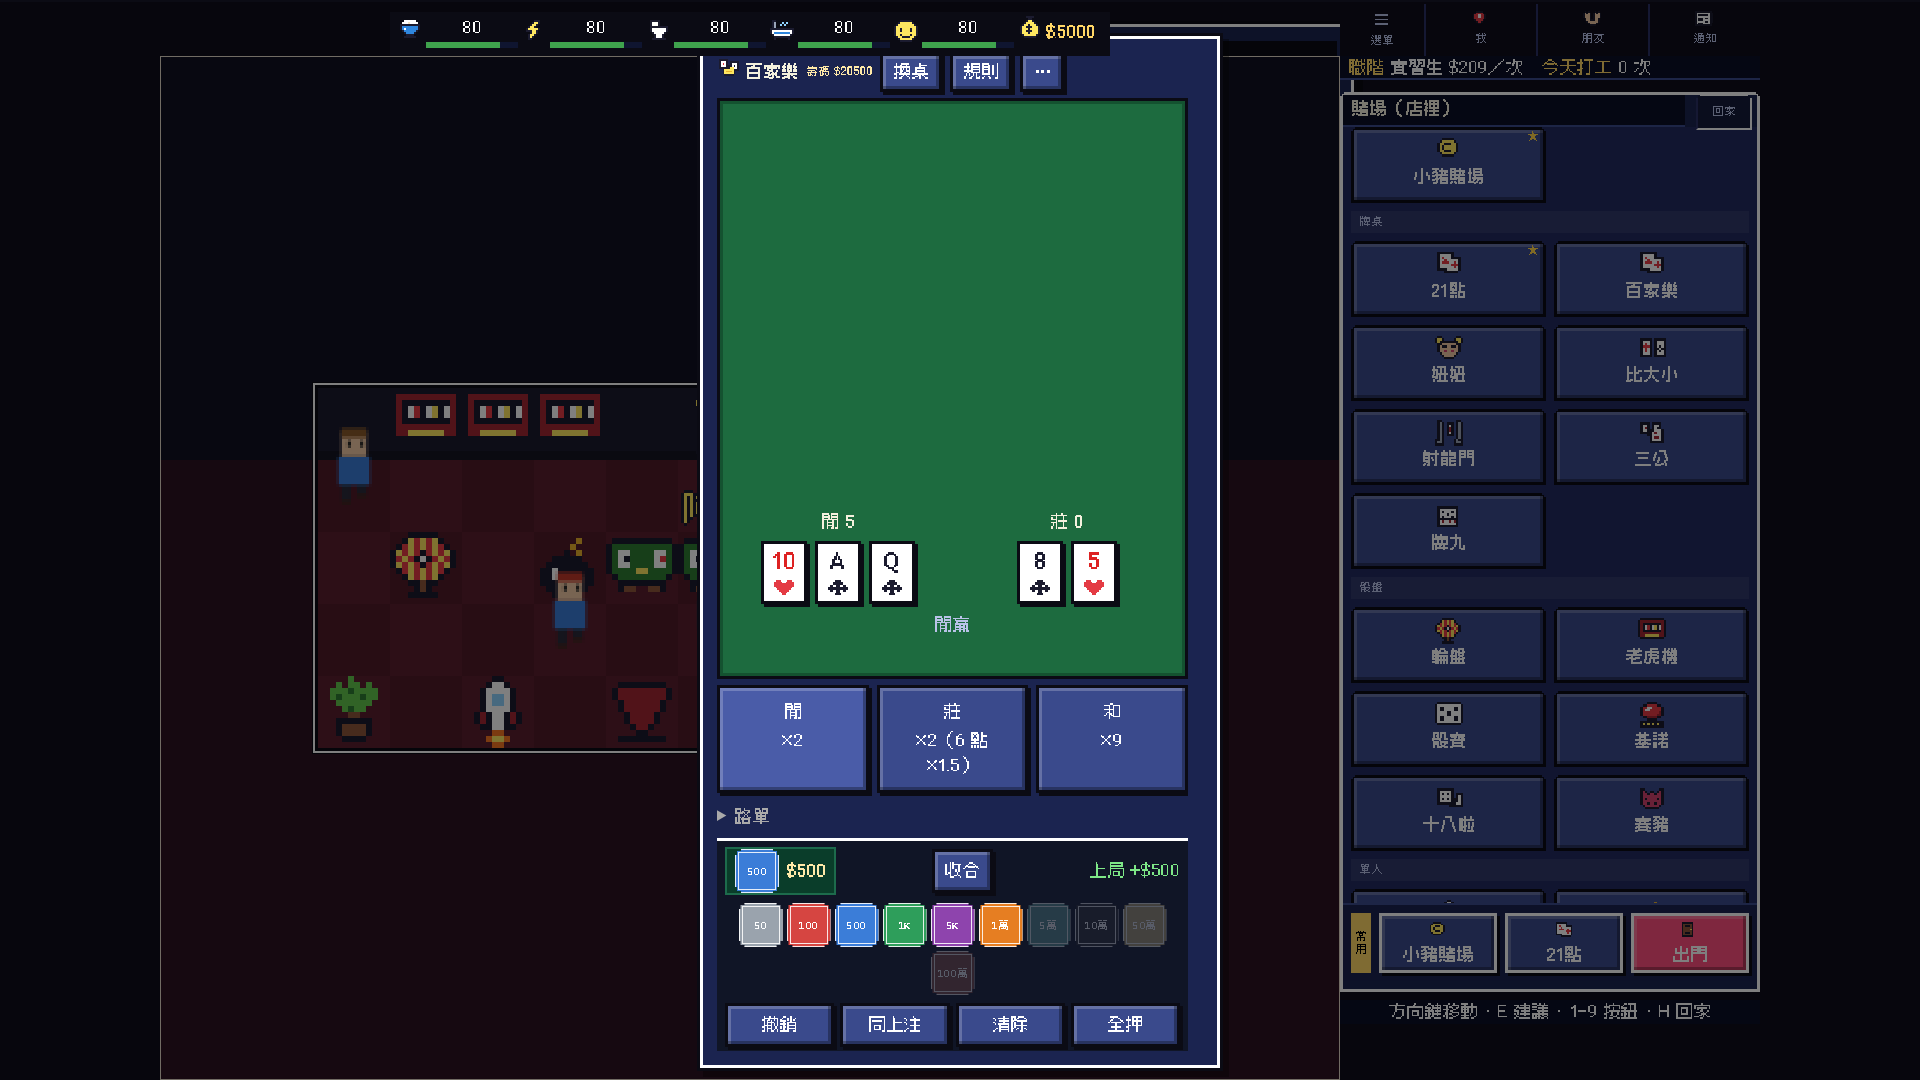 80
80
80
80
80
$5000
選單
我
朋友
通知
百家樂
籌碼 $20500
換桌
規則
...
職階 實習生 $209／次 今天打工 0 次
賭場（店裡）
回家
小豬賭場
牌桌
21點
百家樂
妞妞
比大小
射龍門
三公
牌九
骰盤
輪盤
老虎機
骰寶
基諾
十八啦
賽豬
單人
閒 5
莊 0
10
A
Q
8
5
閒贏
閒
×2
莊
×2（6 點
×1.5）
和
×9
▶ 路單
500
$500
收合
上局 +$500
50
100
500
1K
5K
1萬
5萬
10萬
50萬
100萬
撤銷
同上注
清除
全押
常用
小豬賭場
21點
出門
方向鍵移動 · E 建議 · 1-9 按鈕 · H 回家